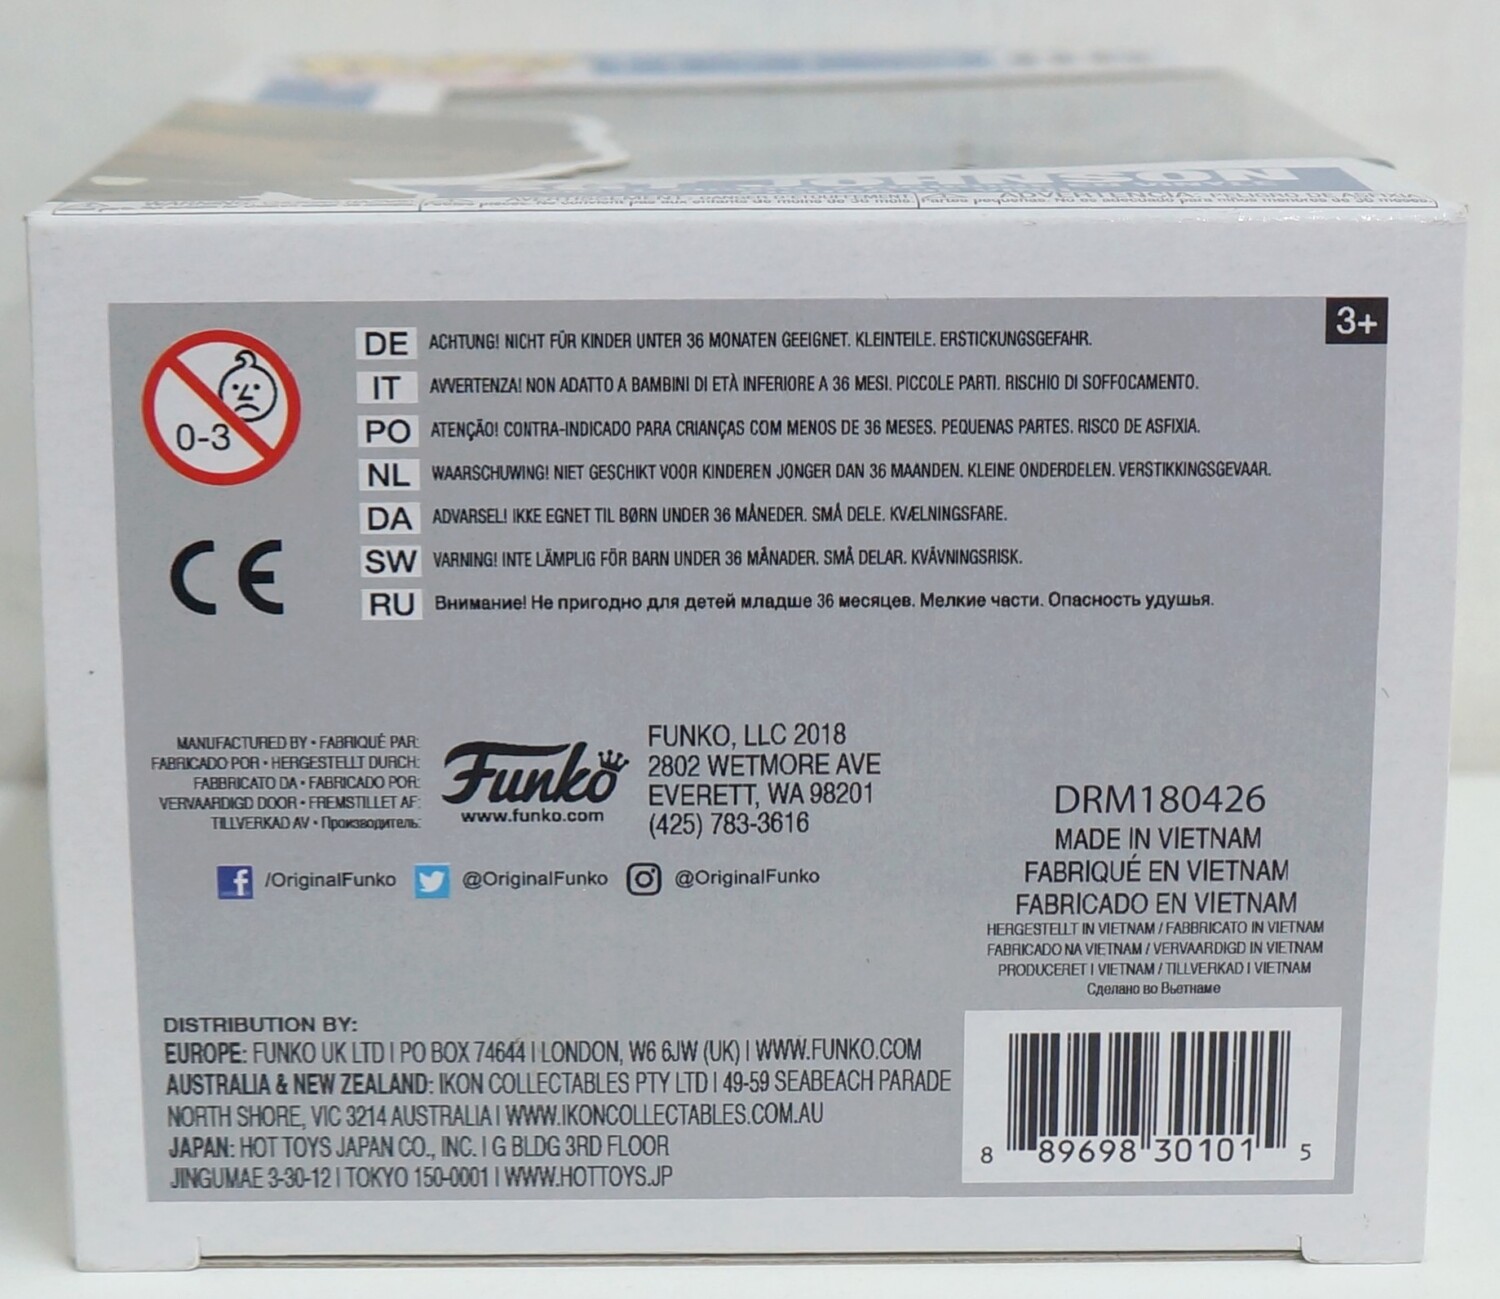 JOHNSON
3+
0-3
DE ACHTUNG! NICHT FÜR KINDER UNTER 36 MONATEN GEEIGNET. KLEINTEILE. ERSTICKUNGSGEFAHR.
IT AVVERTENZA! NON ADATTO A BAMBINI DI ETÀ INFERIORE A 36 MESI. PICCOLE PARTI. RISCHIO DI SOFFOCAMENTO.
PO ATENÇÃO! CONTRA-INDICADO PARA CRIANÇAS COM MENOS DE 36 MESES. PEQUENAS PARTES. RISCO DE ASFIXIA.
NL WAARSCHUWING! NIET GESCHIKT VOOR KINDEREN JONGER DAN 36 MAANDEN. KLEINE ONDERDELEN. VERSTIKKINGSGEVAAR.
DA ADVARSEL! IKKE EGNET TIL BØRN UNDER 36 MÅNEDER. SMÅ DELE. KVÆLNINGSFARE.
SW VARNING! INTE LÄMPLIG FÖR BARN UNDER 36 MÅNADER. SMÅ DELAR. KVÄVNINGSRISK.
RU Внимание! Не пригодно для детей младше 36 месяцев. Мелкие части. Опасность удушья.
CE
MANUFACTURED BY • FABRIQUÉ PAR:
FABRICADO POR • HERGESTELLT DURCH:
FABBRICATO DA • FABRICADO POR:
VERVAARDIGD DOOR • FREMSTILLET AF:
TILLVERKAD AV • Производитель:
Funko
www.funko.com
FUNKO, LLC 2018
2802 WETMORE AVE
EVERETT, WA 98201
(425) 783-3616
f /OriginalFunko @OriginalFunko @OriginalFunko
DRM180426
MADE IN VIETNAM
FABRIQUÉ EN VIETNAM
FABRICADO EN VIETNAM
HERGESTELLT IN VIETNAM / FABBRICATO IN VIETNAM
FABRICADO NA VIETNAM / VERVAARDIGD IN VIETNAM
PRODUCERET I VIETNAM / TILLVERKAD I VIETNAM
Сделано во Вьетнаме
DISTRIBUTION BY:
EUROPE: FUNKO UK LTD | PO BOX 74644 | LONDON, W6 6JW (UK) | WWW.FUNKO.COM
AUSTRALIA & NEW ZEALAND: IKON COLLECTABLES PTY LTD | 49-59 SEABEACH PARADE
NORTH SHORE, VIC 3214 AUSTRALIA | WWW.IKONCOLLECTABLES.COM.AU
JAPAN: HOT TOYS JAPAN CO., INC. | G BLDG 3RD FLOOR
JINGUMAE 3-30-12 | TOKYO 150-0001 | WWW.HOTTOYS.JP
8 89698 30101 5